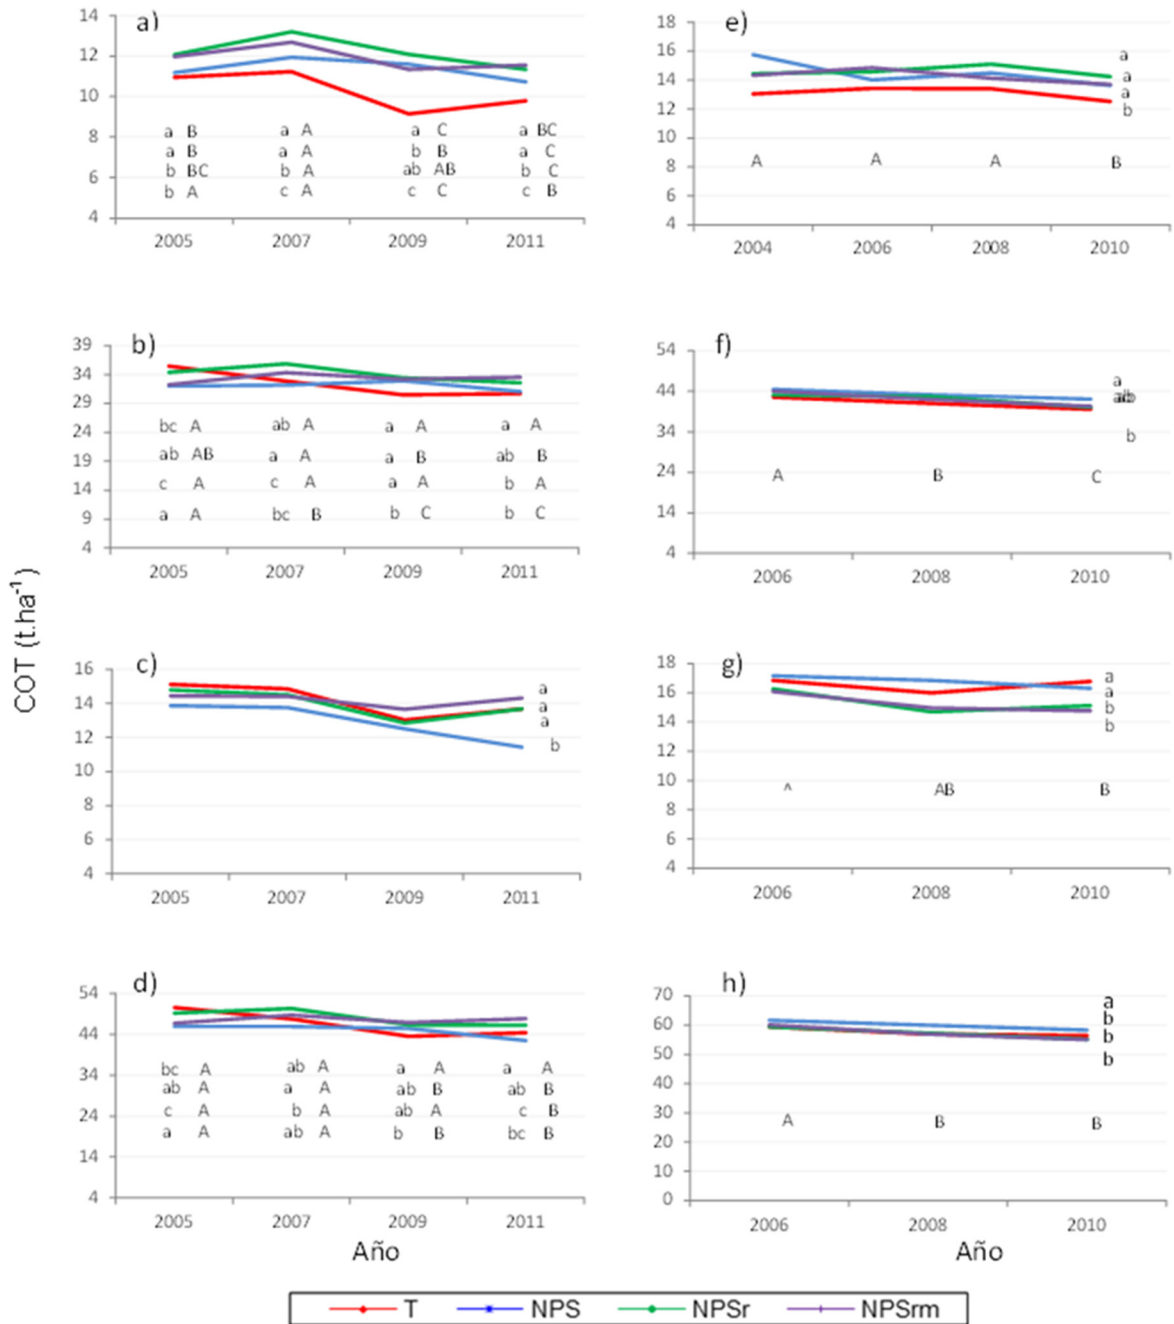 COT (t.ha-1)
a)
14
12
10
8
6
4
a B a A a C a BC
a B a A b B a C
b BC b A ab AB b C
b A c A c C c B
2005 2007 2009 2011
e)
18
16
14
12
10
8
6
4
a
a
a
b
A A A B
2004 2006 2008 2010
b)
39
34
29
24
19
14
9
4
bc A ab A a A a A
ab AB a A a B ab B
c A c A a A b A
a A bc B b C b C
2005 2007 2009 2011
f)
54
44
34
24
14
4
a
ab
b
A B C
2006 2008 2010
c)
16
14
12
10
8
6
4
a
a
a
b
2005 2007 2009 2011
g)
18
16
14
12
10
8
6
4
a
a
b
b
^ AB B
2006 2008 2010
d)
54
44
34
24
14
4
bc A ab A a A a A
ab A a A ab B ab B
c A b A ab A c B
a A ab A b B bc B
2005 2007 2009 2011
Año
h)
70
60
50
40
30
20
10
0
a
b
b
b
A B B
2006 2008 2010
Año
T NPS NPSr NPSrm